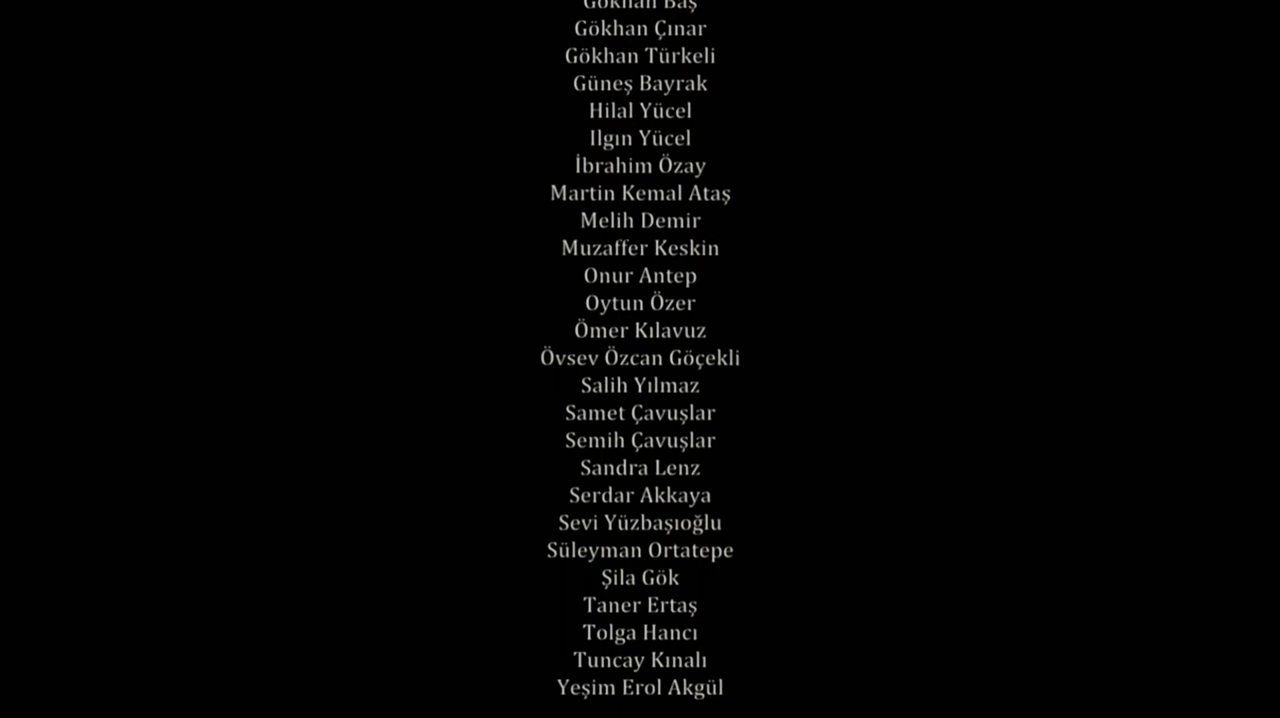 Gökhan Baş
Gökhan Çınar
Gökhan Türkeli
Güneş Bayrak
Hilal Yücel
Ilgın Yücel
İbrahim Özay
Martin Kemal Ataş
Melih Demir
Muzaffer Keskin
Onur Antep
Oytun Özer
Ömer Kılavuz
Övsev Özcan Göçekli
Salih Yılmaz
Samet Çavuşlar
Semih Çavuşlar
Sandra Lenz
Serdar Akkaya
Sevi Yüzbaşıoğlu
Süleyman Ortatepe
Şila Gök
Taner Ertaş
Tolga Hancı
Tuncay Kınalı
Yeşim Erol Akgül